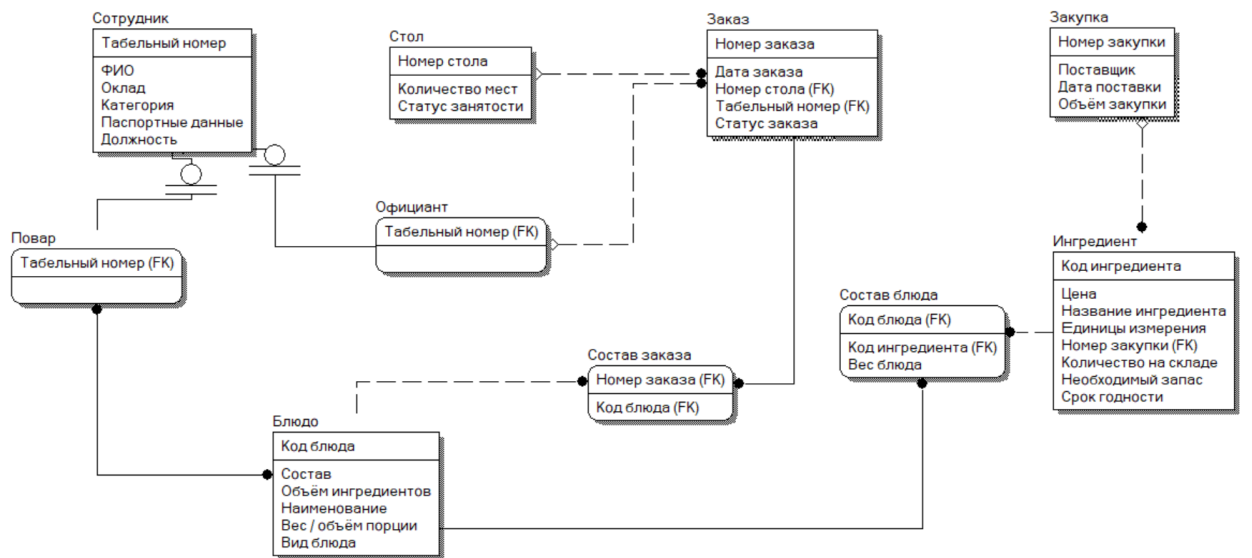 Сотрудник
Табельный номер
ФИО
Оклад
Категория
Паспортные данные
Должность
Стол
Номер стола
Количество мест
Статус занятости
Заказ
Номер заказа
Дата заказа
Номер стола (FK)
Табельный номер (FK)
Статус заказа
Закупка
Номер закупки
Поставщик
Дата поставки
Объём закупки
Повар
Табельный номер (FK)
Официант
Табельный номер (FK)
Ингредиент
Код ингредиента
Цена
Название ингредиента
Единицы измерения
Номер закупки (FK)
Количество на складе
Необходимый запас
Срок годности
Состав блюда
Код блюда (FK)
Код ингредиента (FK)
Вес блюда
Состав заказа
Номер заказа (FK)
Код блюда (FK)
Блюдо
Код блюда
Состав
Объём ингредиентов
Наименование
Вес / объём порции
Вид блюда